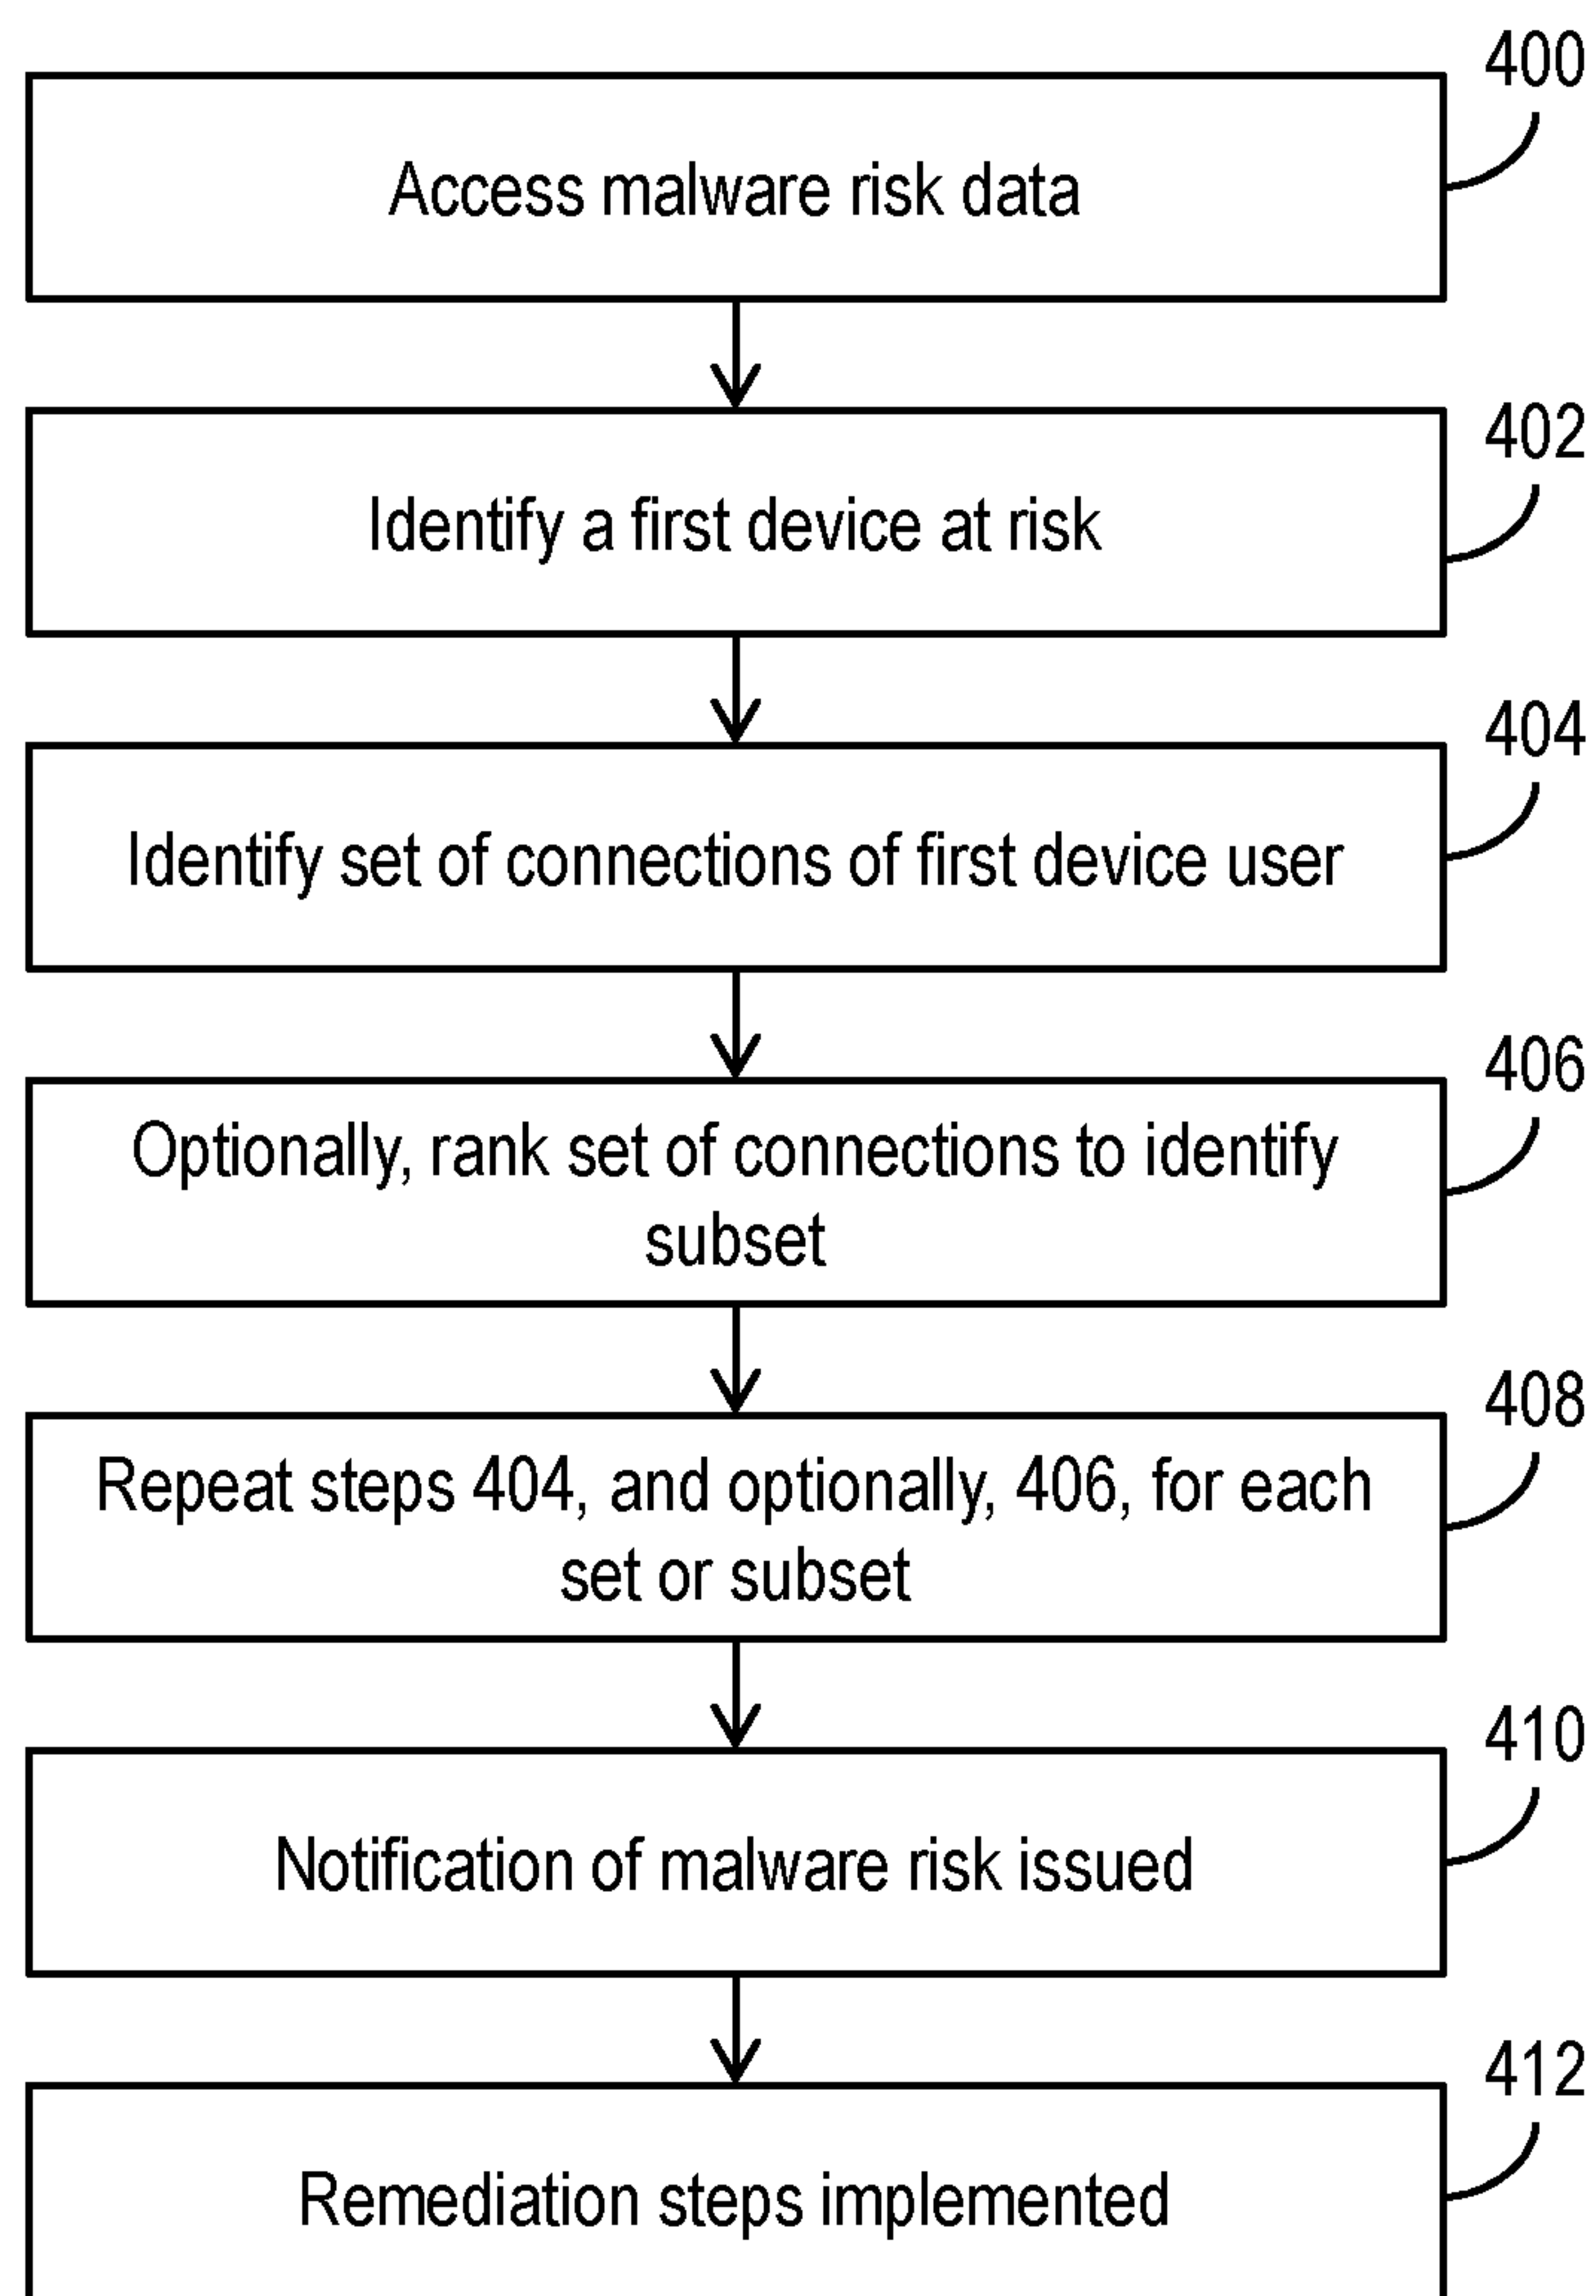 400
Access malware risk data
402
Identify a first device at risk
404
Identify set of connections of first device user
406
Optionally, rank set of connections to identify
subset
408
Repeat steps 404, and optionally, 406, for each
set or subset
410
Notification of malware risk issued
412
Remediation steps implemented